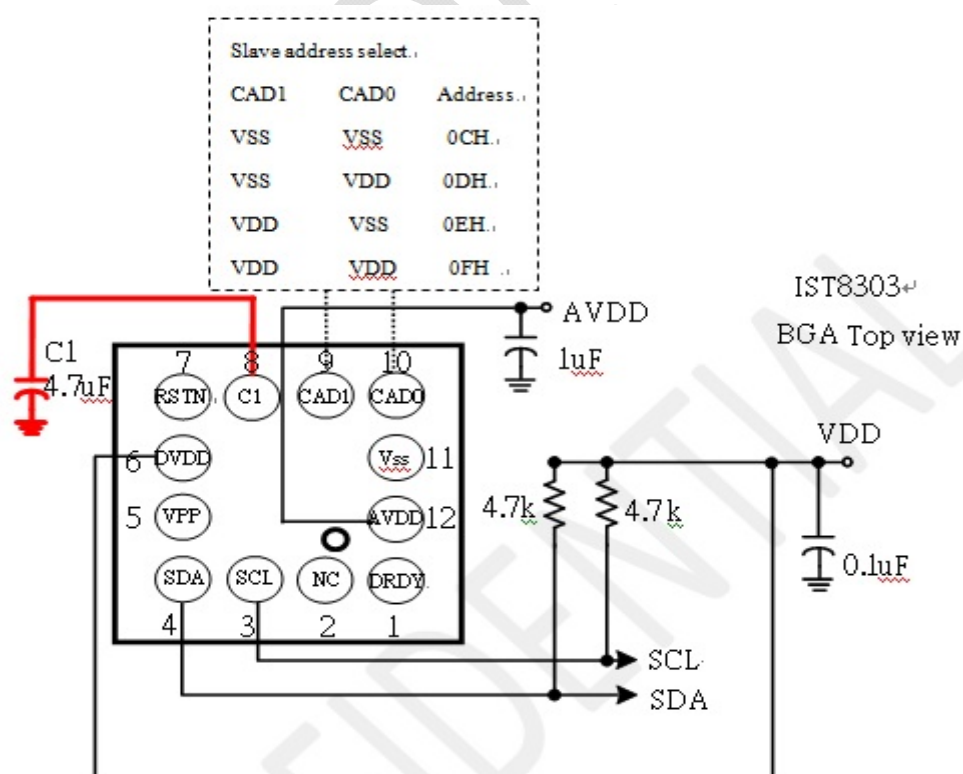 Slave address select.
CAD1 CAD0 Address.
VSS VSS 0CH.
VSS VDD 0DH.
VDD VSS 0EH.
VDD VDD 0FH .
IST8303
BGA Top view
AVDD
1uF
C1
4.7uF
7 8 9 10
RSTN C1 CAD1 CAD0
6 DVDD Vss 11
5 VPP AVDD 12
SDA SCL NC DRDY
4 3 2 1
VDD
4.7k 4.7k
0.1uF
SCL
SDA
CONFIDENTIAL